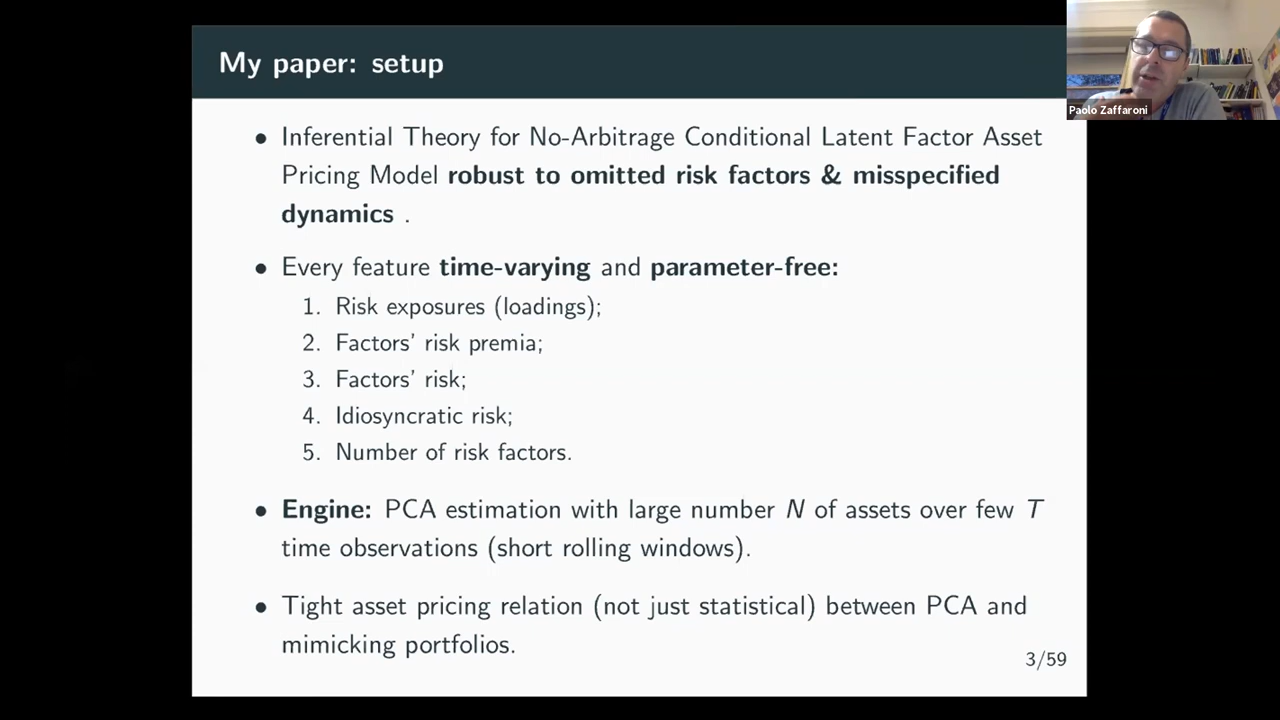 My paper: setup
Paolo Zaffaroni
• Inferential Theory for No-Arbitrage Conditional Latent Factor Asset
Pricing Model robust to omitted risk factors & misspecified
dynamics .
• Every feature time-varying and parameter-free:
1. Risk exposures (loadings);
2. Factors' risk premia;
3. Factors' risk;
4. Idiosyncratic risk;
5. Number of risk factors.
• Engine: PCA estimation with large number N of assets over few T
time observations (short rolling windows).
• Tight asset pricing relation (not just statistical) between PCA and
mimicking portfolios.
3/59